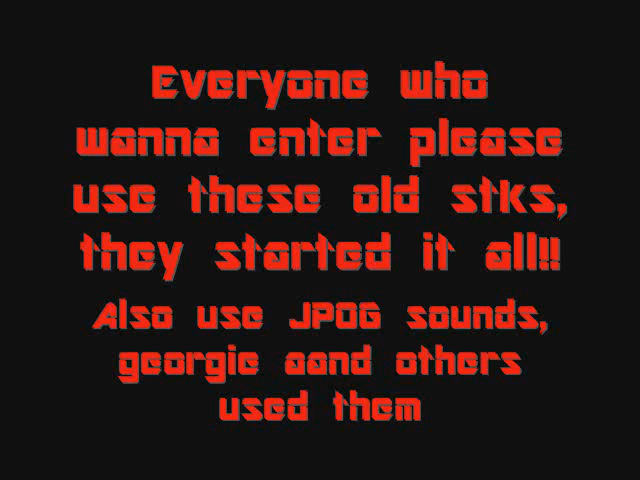 Everyone who
wanna enter please
use these old stks,
they started it all!!
Also use JPOG sounds,
georgie aand others
used them